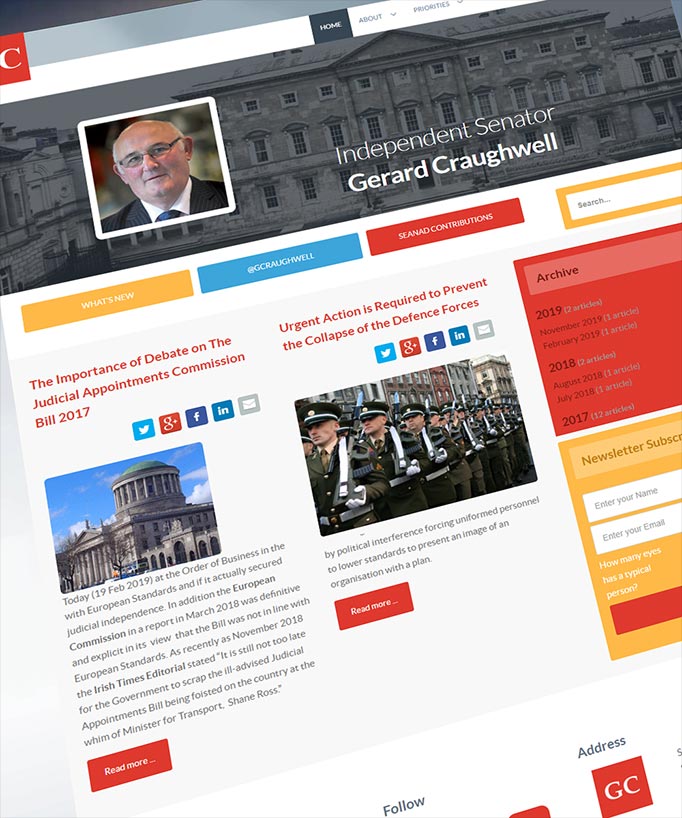 C
HOME
ABOUT
PRIORITIES
Independent Senator
Gerard Craughwell
WHAT'S NEW
@GCRAUGHWELL
SEANAD CONTRIBUTIONS
Search...
The Importance of Debate on The
Judicial Appointments Commission
Bill 2017
Today (19 Feb 2019) at the Order of Business in the
with European Standards and if it actually secured
judicial independence. In addition the European
Commission in a report in March 2018 was definitive
and explicit in its view that the Bill was not in line with
European Standards. As recently as November 2018
the Irish Times Editorial stated “It is still not too late
for the Government to scrap the ill-advised Judicial
Appointments Bill being foisted on the country at the
whim of Minister for Transport, Shane Ross.”
Read more ...
Urgent Action is Required to Prevent
the Collapse of the Defence Forces
by political interference forcing uniformed personnel
to lower standards to present an image of an
organisation with a plan.
Read more ...
Archive
2019 (2 articles)
November 2019 (1 article)
February 2019 (1 article)
2018 (2 articles)
August 2018 (1 article)
July 2018 (1 article)
2017 (12 articles)
Newsletter Subsc
Enter your Name
Enter your Email
How many eyes
has a typical
person?
Follow
Address
GC
S